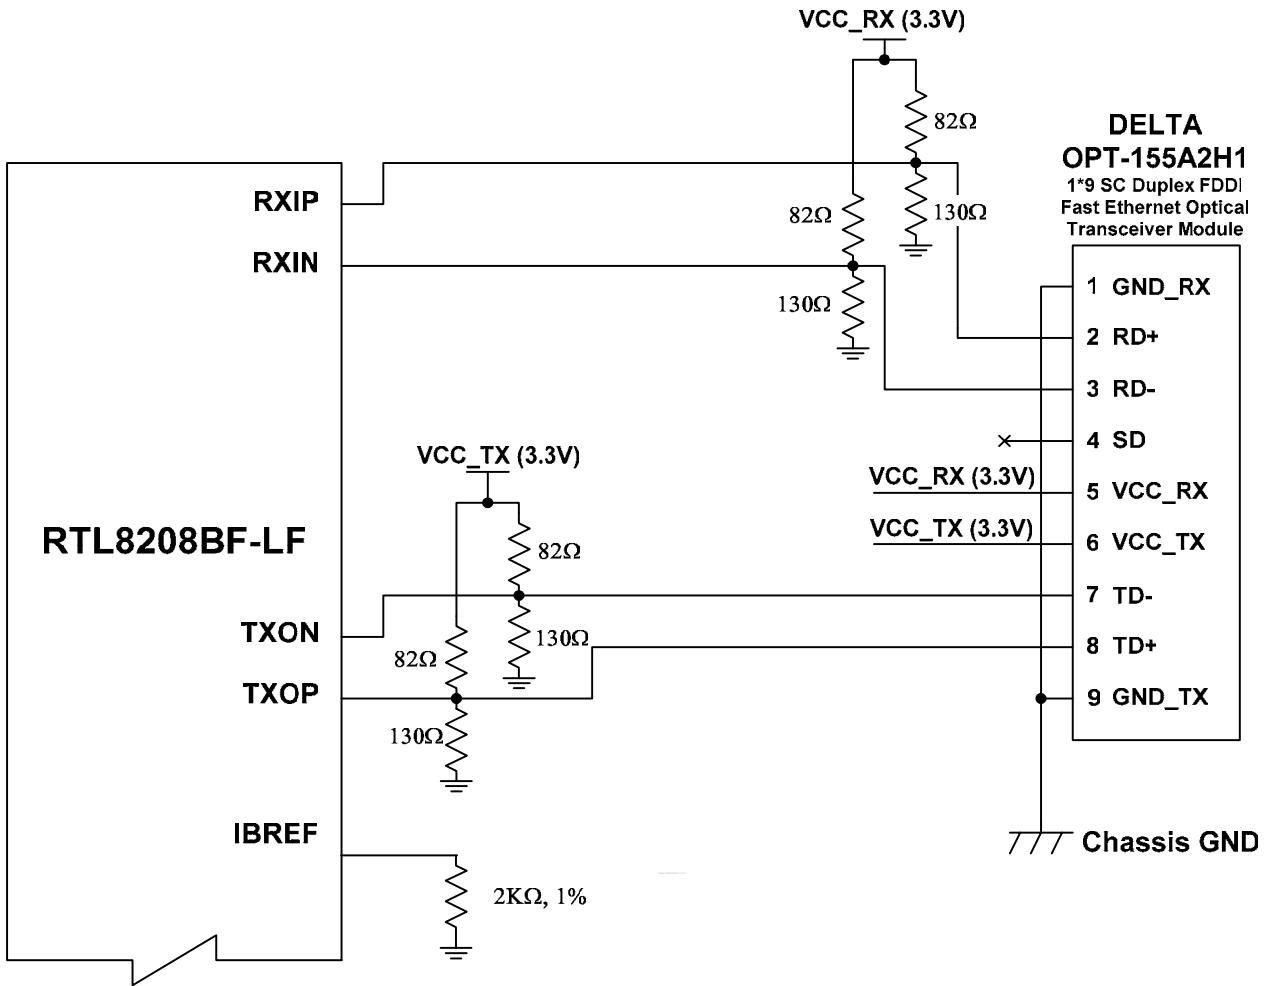 VCC_RX (3.3V)
82Ω
DELTA
OPT-155A2H1
1*9 SC Duplex FDDI
Fast Ethernet Optical
Transceiver Module
RXIP
82Ω
130Ω
RXIN
130Ω
1 GND_RX
2 RD+
3 RD-
4 SD
VCC_TX (3.3V)
VCC_RX (3.3V)
5 VCC_RX
RTL8208BF-LF
82Ω
VCC_TX (3.3V)
6 VCC_TX
7 TD-
TXON
130Ω
82Ω
8 TD+
TXOP
9 GND_TX
130Ω
IBREF
Chassis GND
2KΩ, 1%